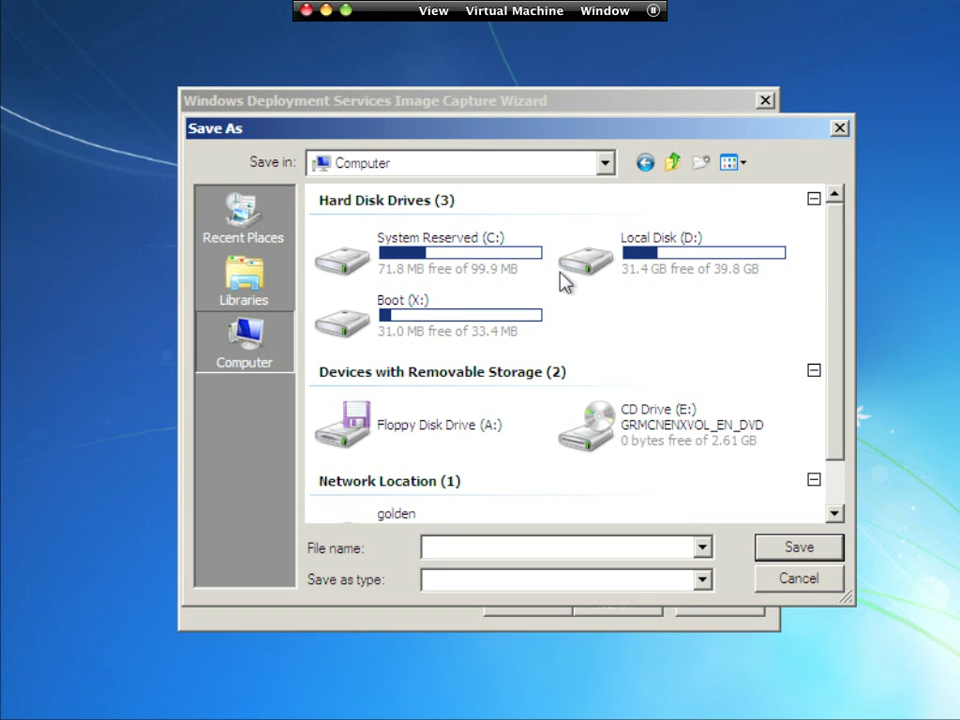 View Virtual Machine Window
Windows Deployment Services Image Capture Wizard
Save As
Save in: Computer
Recent Places
Libraries
Computer
Hard Disk Drives (3)
System Reserved (C:)
71.8 MB free of 99.9 MB
Local Disk (D:)
31.4 GB free of 39.8 GB
Boot (X:)
31.0 MB free of 33.4 MB
Devices with Removable Storage (2)
Floppy Disk Drive (A:)
CD Drive (E:)
GRMCNENXVOL_EN_DVD
0 bytes free of 2.61 GB
Network Location (1)
golden
File name:
Save
Save as type:
Cancel